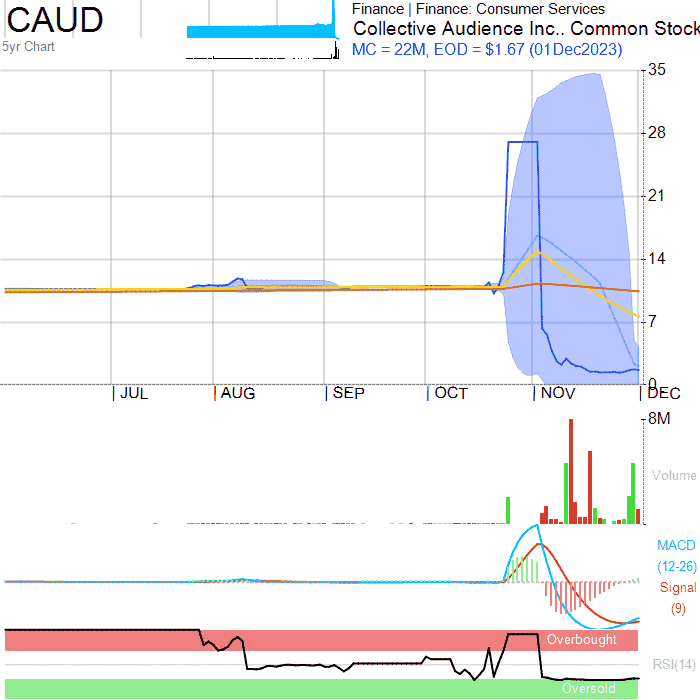 CAUD
5yr Chart
Finance | Finance: Consumer Services
Collective Audience Inc.. Common Stock
MC = 22M, EOD = $1.67 (01Dec2023)
35
28
21
14
7
0
JUL AUG SEP OCT NOV DEC
8M
Volume
MACD
(12-26)
Signal
(9)
Overbought
RSI(14)
Oversold